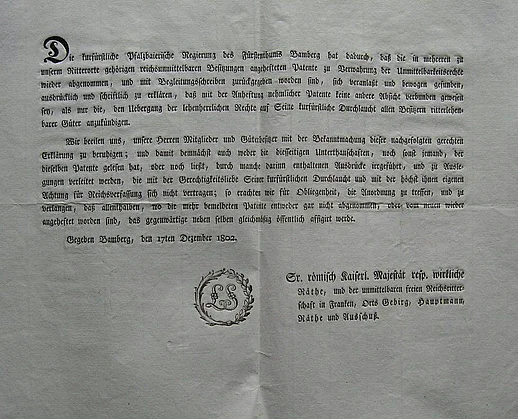 Die kurfürstliche Pfalzbaierische Regierung des Fürstenthums Bamberg hat dadurch, daß die in mehreren zu
unserm Ritterorte gehörigen reichsunmittelbaren Besitzungen angehefteten Patente zu Verwahrung der Unmittelbarkeitsrechte
wieder abgenommen, und mit Begleitungsschreiben zurückgegeben worden sind, sich veranlaßt und bewogen gefunden,
ausdrücklich und schriftlich zu erklären, daß mit der Anheftung nehmlicher Patente keine andere Absicht verbunden gewesen
sey, als nur die, den Uebergang der lehenherrlichen Rechte auf Seine kurfürstliche Durchlaucht allen Besitzern ritterlehen-
barer Güter anzukündigen.
Wir beeilen uns, unsere Herren Mitglieder und Güterbesitzer mit der Bekanntmachung dieser nachgefolgten gerechten
Erklärung zu beruhigen; und damit demnächst auch weder die diesseitigen Unterthanschaften, noch sonst jemand, der
dieselben Patente gelesen hat, oder noch ließt, durch manche darin enthaltenen Ausdrücke irregeführt, und zu Ausle-
gungen verleitet werden, die mit der Gerechtigkeitsliebe Seine kurfürstlichen Durchlaucht und mit der höchst ihnen eigenen
Achtung für Reichsverfassung sich nicht vertragen; so erachten wir für Obliegenheit, die Anordnung zu treffen, und zu
verlangen, daß allenthalben, wo die mehr bemeldeten Patente entweder gar nicht abgenommen, oder vom neuen wieder
angeheftet worden sind, das gegenwärtige neben selben gleichmäsig öffentlich affigirt werde.
Gegeben Bamberg, den 17ten Dezember 1802.
LS
Sr. römisch Kaiserl. Majestät resp. wirkliche
Räthe, und der unmittelbaren freien Reichsritter-
schaft in Franken, Orts Gebirg, Hauptmann,
Räthe und Ausschuß.